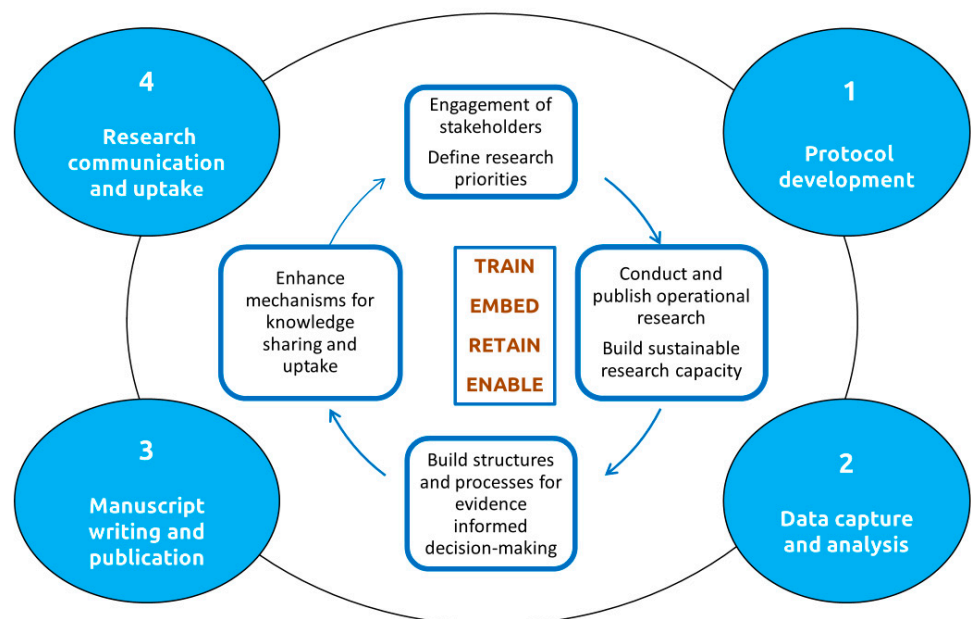 4
Research
communication
and uptake
Engagement of
stakeholders
Define research
priorities
1
Protocol
development
Enhance
mechanisms for
knowledge
sharing and
uptake
TRAIN
EMBED
RETAIN
ENABLE
Conduct and
publish operational
research
Build sustainable
research capacity
3
Manuscript
writing and
publication
Build structures
and processes for
evidence
informed
decision-making
2
Data capture
and analysis